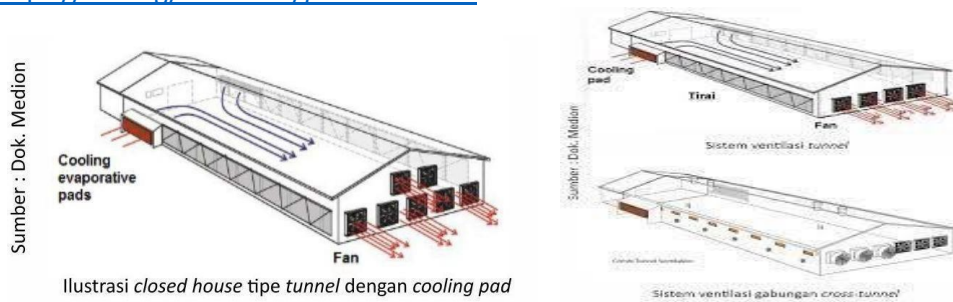 Sumber : Dok. Medion
Cooling
evaporative
pads
Fan
Ilustrasi closed house tipe tunnel dengan cooling pad
Sumber : Dok. Medion
Cooling
pad
Tirai
Fan
Sistem ventilasi tunnel
Sistem ventilasi gabungan cross-tunnel